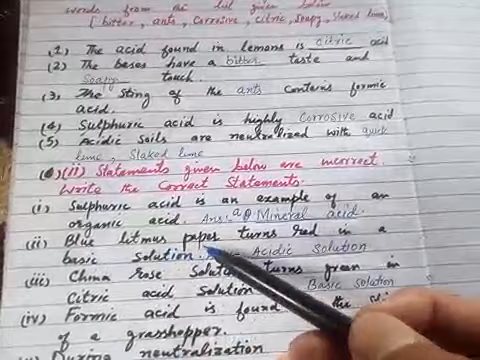 words from the list given below
[ bitter, ants, Corrosive, citric, Soapy, slaked lime,
(1) The acid found in lemons is citric acid
(2) The bases have a bitter taste and
Soapy touch.
(3) The sting of the ants contains formic
acid.
(4) Sulphuric acid is highly Corrosive acid
(5) Acidic soils are neutralized with quick
lime, Slaked lime
(II) Statements given below are incorrect.
Write the Correct Statements.
(i) Sulphuric acid is an example of an
organic acid. Ans: a Mineral acid.
(ii) Blue litmus paper turns red in a
basic solution. Acidic solution
(iii) China rose turns green in
Citric acid Solution Basic solution
(iv) Formic acid is found the
of a grasshopper.
During neutralization